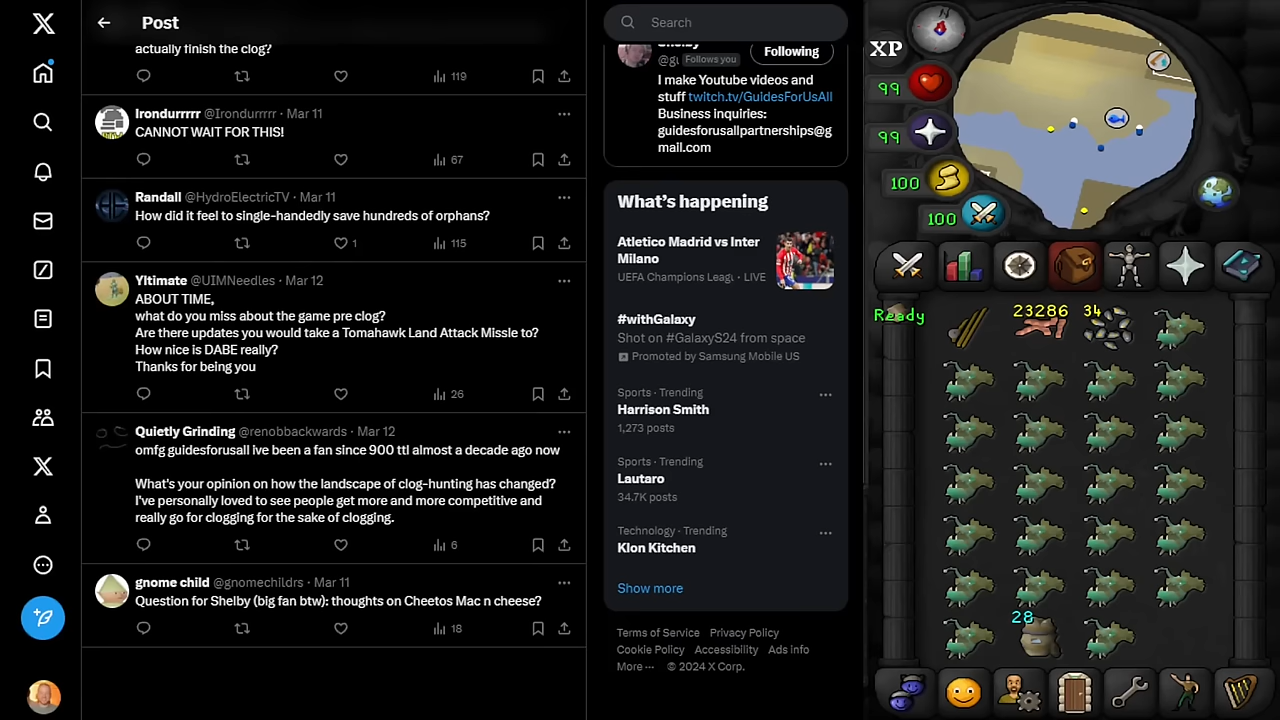 Post
actually finish the clog?
119
Irondurrrrr @Irondurrrrr · Mar 11
CANNOT WAIT FOR THIS!
67
Randall @HydroElectricTV · Mar 11
How did it feel to single-handedly save hundreds of orphans?
1
115
Yltimate @UIMNeedles · Mar 12
ABOUT TIME,
what do you miss about the game pre clog?
Are there updates you would take a Tomahawk Land Attack Missle to?
How nice is DABE really?
Thanks for being you
26
Quietly Grinding @renobbackwards · Mar 12
omfg guidesforusall Ive been a fan since 900 ttl almost a decade ago now
What's your opinion on how the landscape of clog-hunting has changed?
I've personally loved to see people get more and more competitive and
really go for clogging for the sake of clogging.
6
gnome child @gnomechildrs · Mar 11
Question for Shelby (big fan btw): thoughts on Cheetos Mac n cheese?
18
Search
Shelby
@gu Follows you
Following
I make Youtube videos and
stuff twitch.tv/GuidesForUsAll
Business inquiries:
guidesforusallpartnerships@g
mail.com
What's happening
Atletico Madrid vs Inter
Milano
UEFA Champions Leag · LIVE
#withGalaxy
Shot on #GalaxyS24 from space
Promoted by Samsung Mobile US
Sports · Trending
Harrison Smith
1,273 posts
Sports · Trending
Lautaro
34.7K posts
Technology · Trending
Klon Kitchen
Show more
Terms of Service Privacy Policy
Cookie Policy Accessibility Ads info
More ··· © 2024 X Corp.
N
XP
99
99
100
100
Ready
23286
34
28